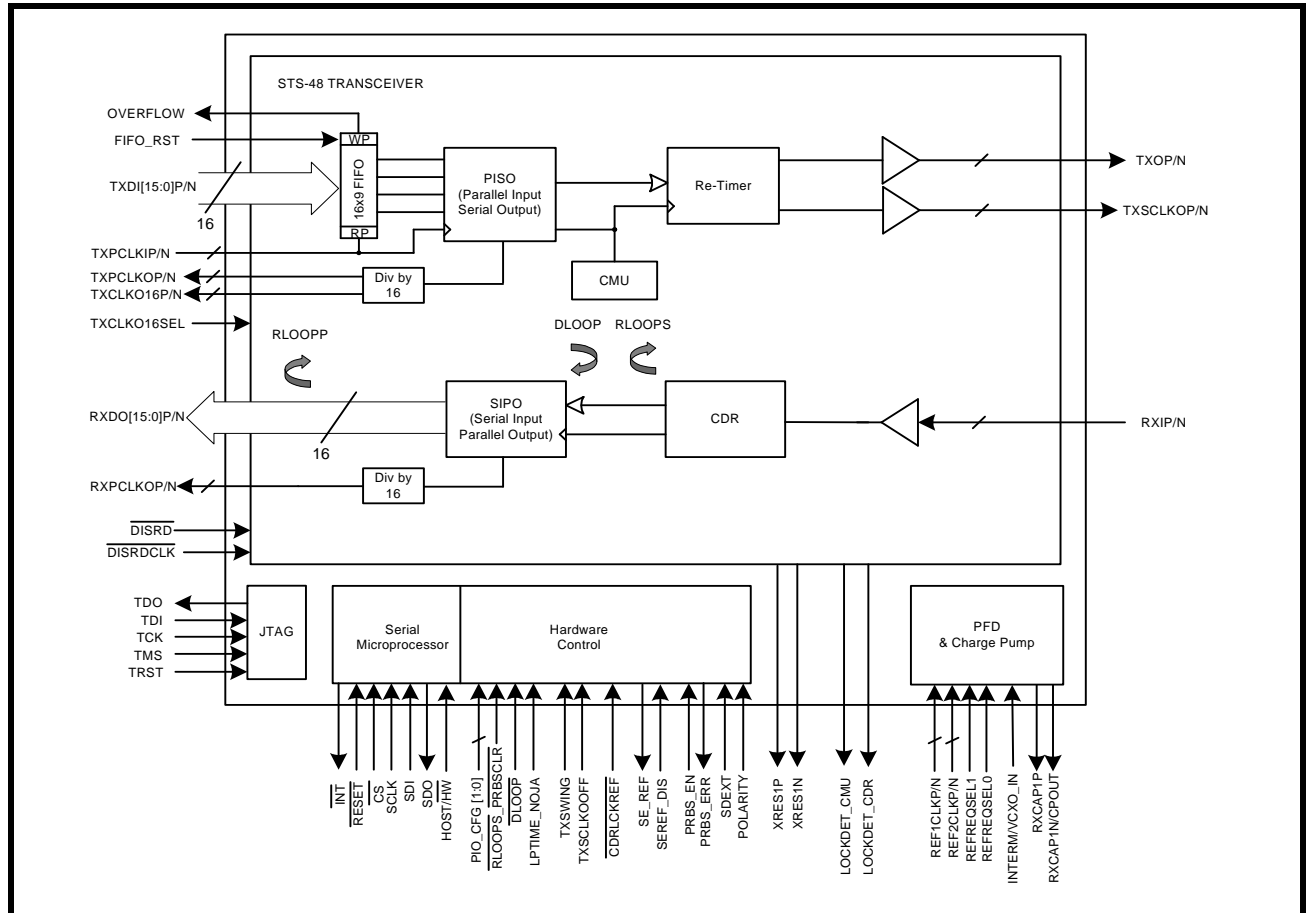 STS-48 TRANSCEIVER
OVERFLOW
FIFO_RST
TXDI[15:0]P/N
16
TXPCLKIP/N
TXPCLKOP/N
TXCLKO16P/N
TXCLKO16SEL
WP
16x9 FIFO
RP
PISO
(Parallel Input
Serial Output)
Re-Timer
CMU
Div by
16
TXOP/N
TXSCLKOP/N
RLOOPP
DLOOP
RLOOPS
RXDO[15:0]P/N
16
SIPO
(Serial Input
Parallel Output)
CDR
RXIP/N
RXPCLKOP/N
Div by
16
DISRD
DISRDCLK
TDO
TDI
TCK
TMS
TRST
JTAG
Serial
Microprocessor
Hardware
Control
PFD
& Charge Pump
INT
RESET
CS
SCLK
SDI
SDO
HOST/HW
PIO_CFG [1:0]
RLOOPS_PRBSCLR
DLOOP
LPTIME_NOJA
TXSWING
TXSCLKOOFF
CDRLCKREF
SE_REF
SEREF_DIS
PRBS_EN
PRBS_ERR
SDEXT
POLARITY
XRES1P
XRES1N
LOCKDET_CMU
LOCKDET_CDR
REF1CLKP/N
REF2CLKP/N
REFREQSEL1
REFREQSEL0
INTERM/VCXO_IN
RXCAP1P
RXCAP1N/CPOUT